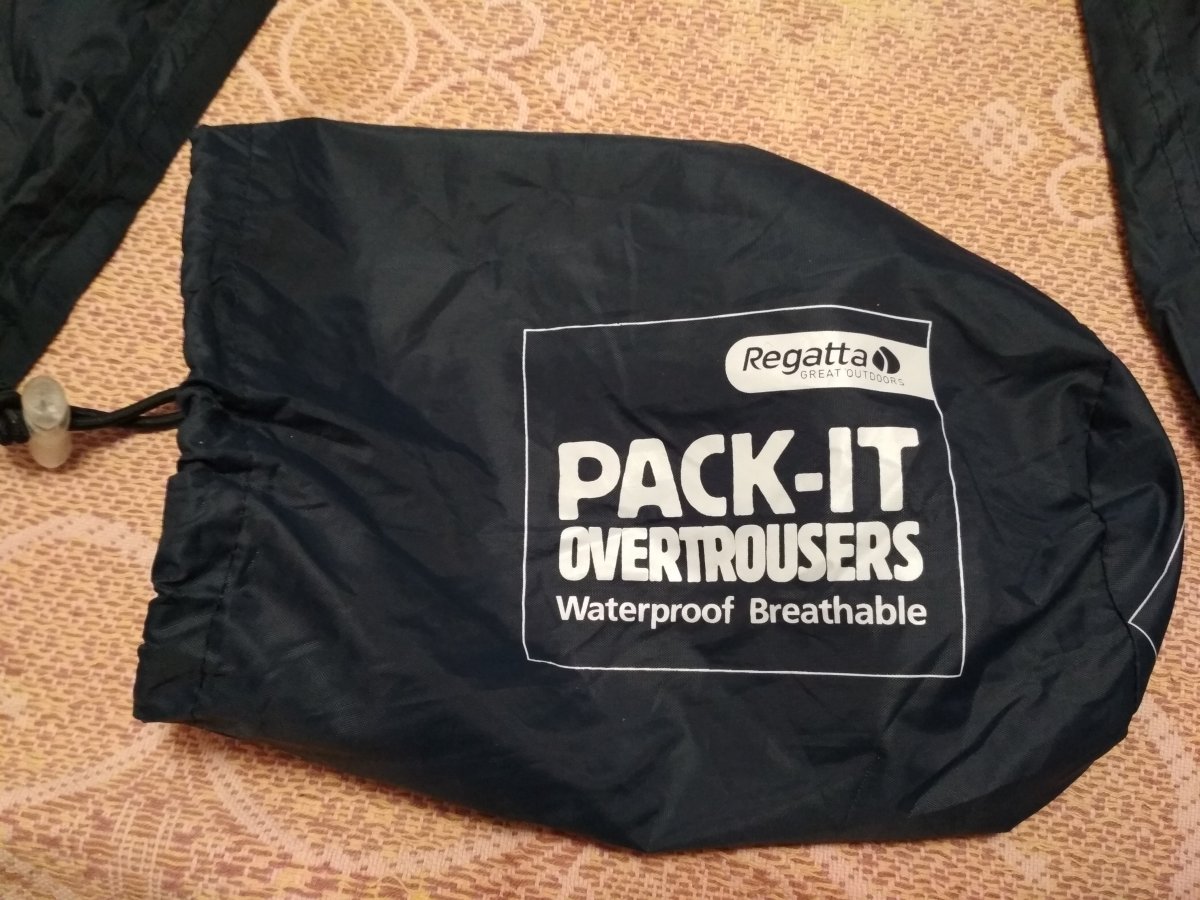 Regatta
GREAT OUTDOORS
PACK-IT
OVERTROUSERS
Waterproof Breathable